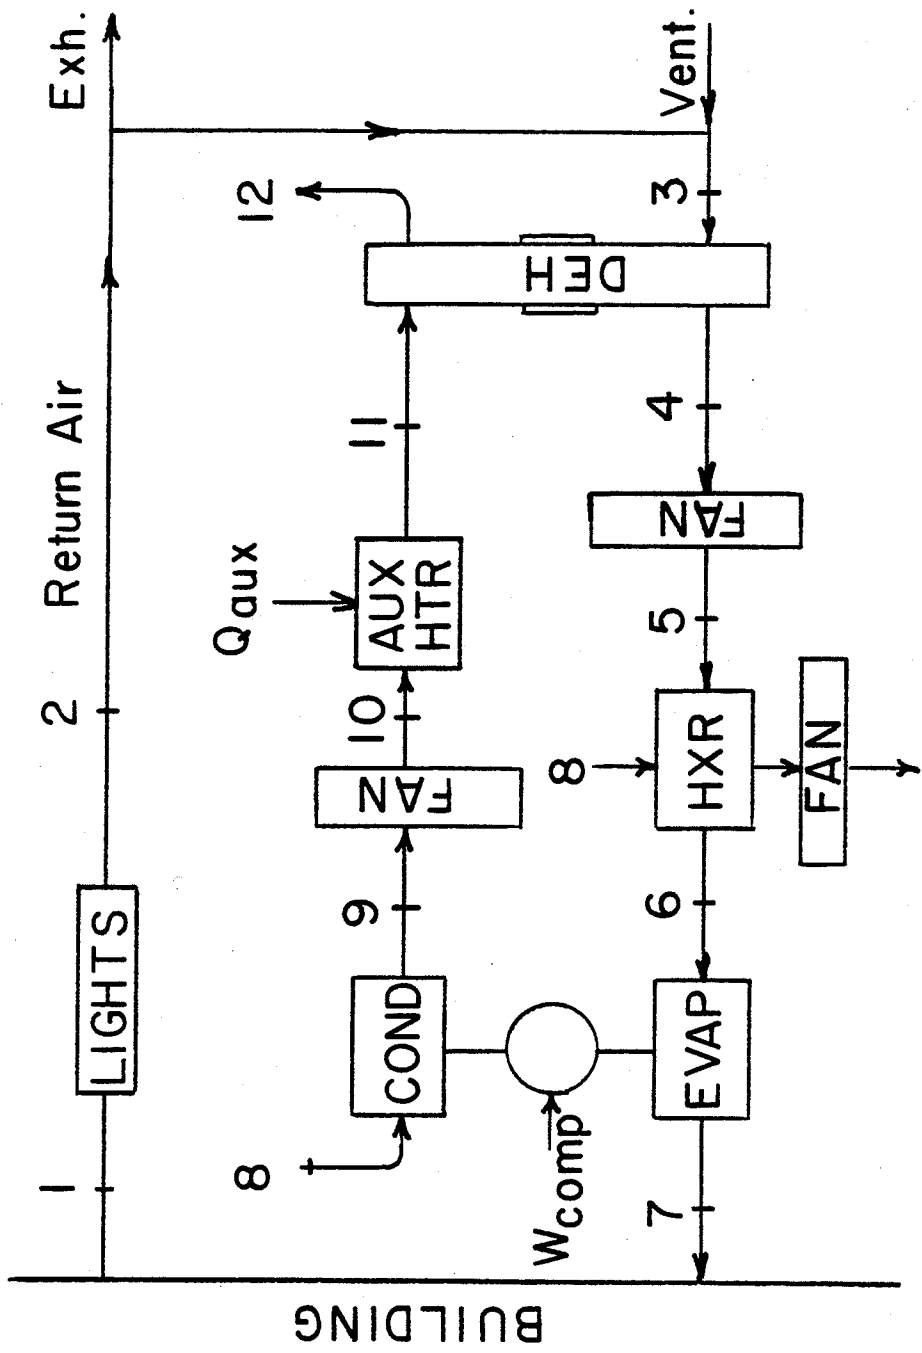 BUILDING
1
LIGHTS
2
Return Air
Exh.
8
COND
9
FAN
10
Qaux
AUX
HTR
11
12
DEH
Wcomp
7
EVAP
6
8
HXR
FAN
5
FAN
4
3
Vent.